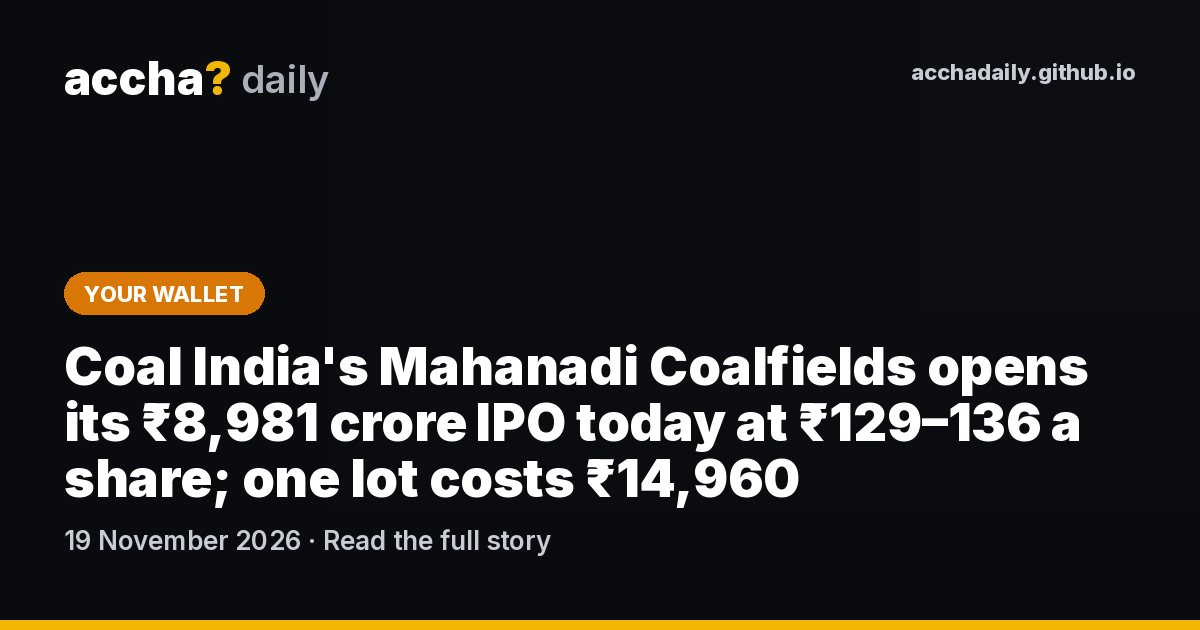 accha? daily
acchadaily.github.io
YOUR WALLET
Coal India's Mahanadi Coalfields opens
its ₹8,981 crore IPO today at ₹129–136 a
share; one lot costs ₹14,960
19 November 2026 · Read the full story